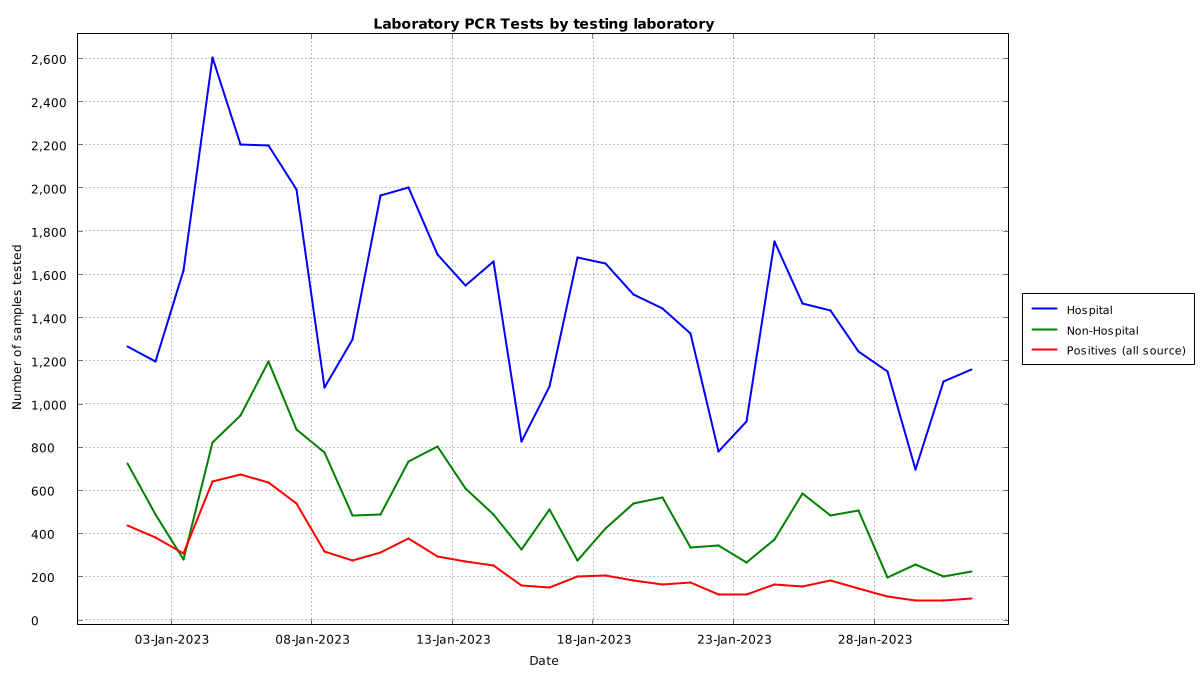 Laboratory PCR Tests by testing laboratory
Number of samples tested
2,600
2,400
2,200
2,000
1,800
1,600
1,400
1,200
1,000
800
600
400
200
0
03-Jan-2023 08-Jan-2023 13-Jan-2023 18-Jan-2023 23-Jan-2023 28-Jan-2023
Date
Hospital
Non-Hospital
Positives (all source)